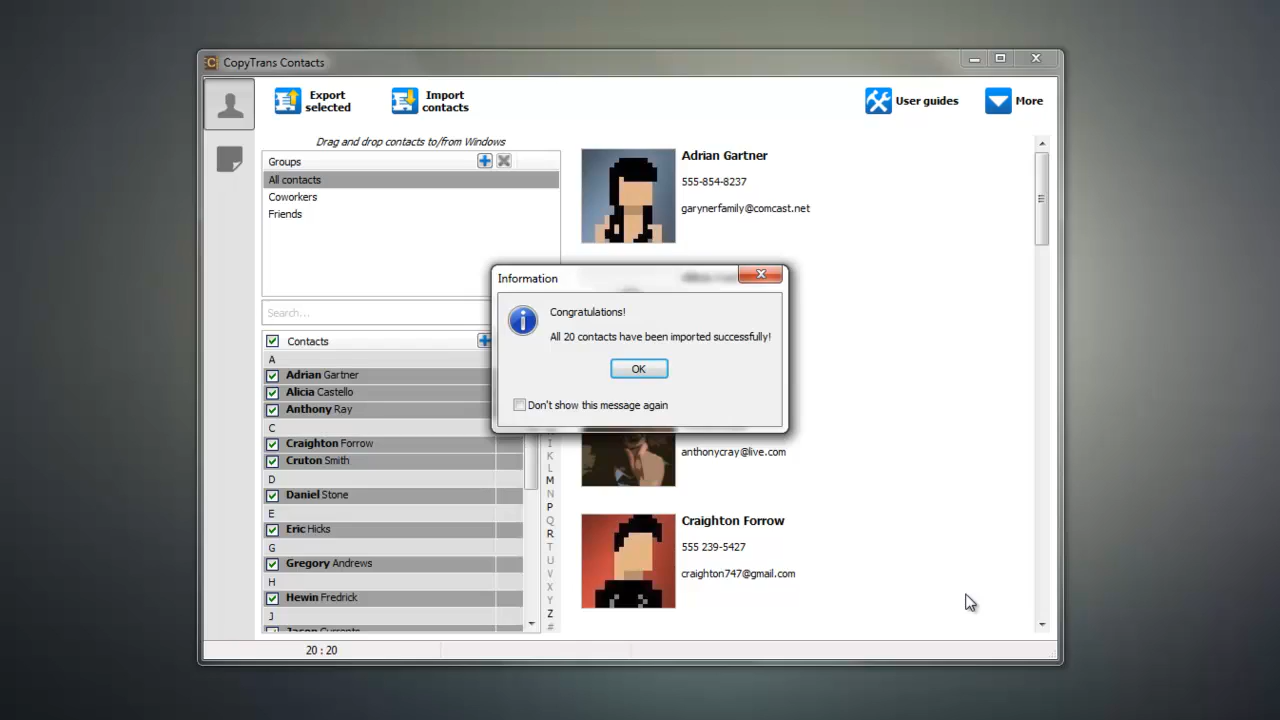 CopyTrans Contacts
Export
selected
Import
contacts
User guides
More
Drag and drop contacts to/from Windows
Groups
All contacts
Coworkers
Friends
Search...
Contacts
A
Adrian Gartner
Alicia Castello
Anthony Ray
C
Craighton Forrow
Cruton Smith
D
Daniel Stone
E
Eric Hicks
G
Gregory Andrews
H
Hewin Fredrick
J
I
K
L
M
N
P
Q
R
T
U
V
X
Y
Z
#
Adrian Gartner
555-854-8237
garynerfamily@comcast.net
Information
Congratulations!
All 20 contacts have been imported successfully!
OK
Don't show this message again
anthonycray@live.com
Craighton Forrow
555 239-5427
craighton747@gmail.com
20 : 20